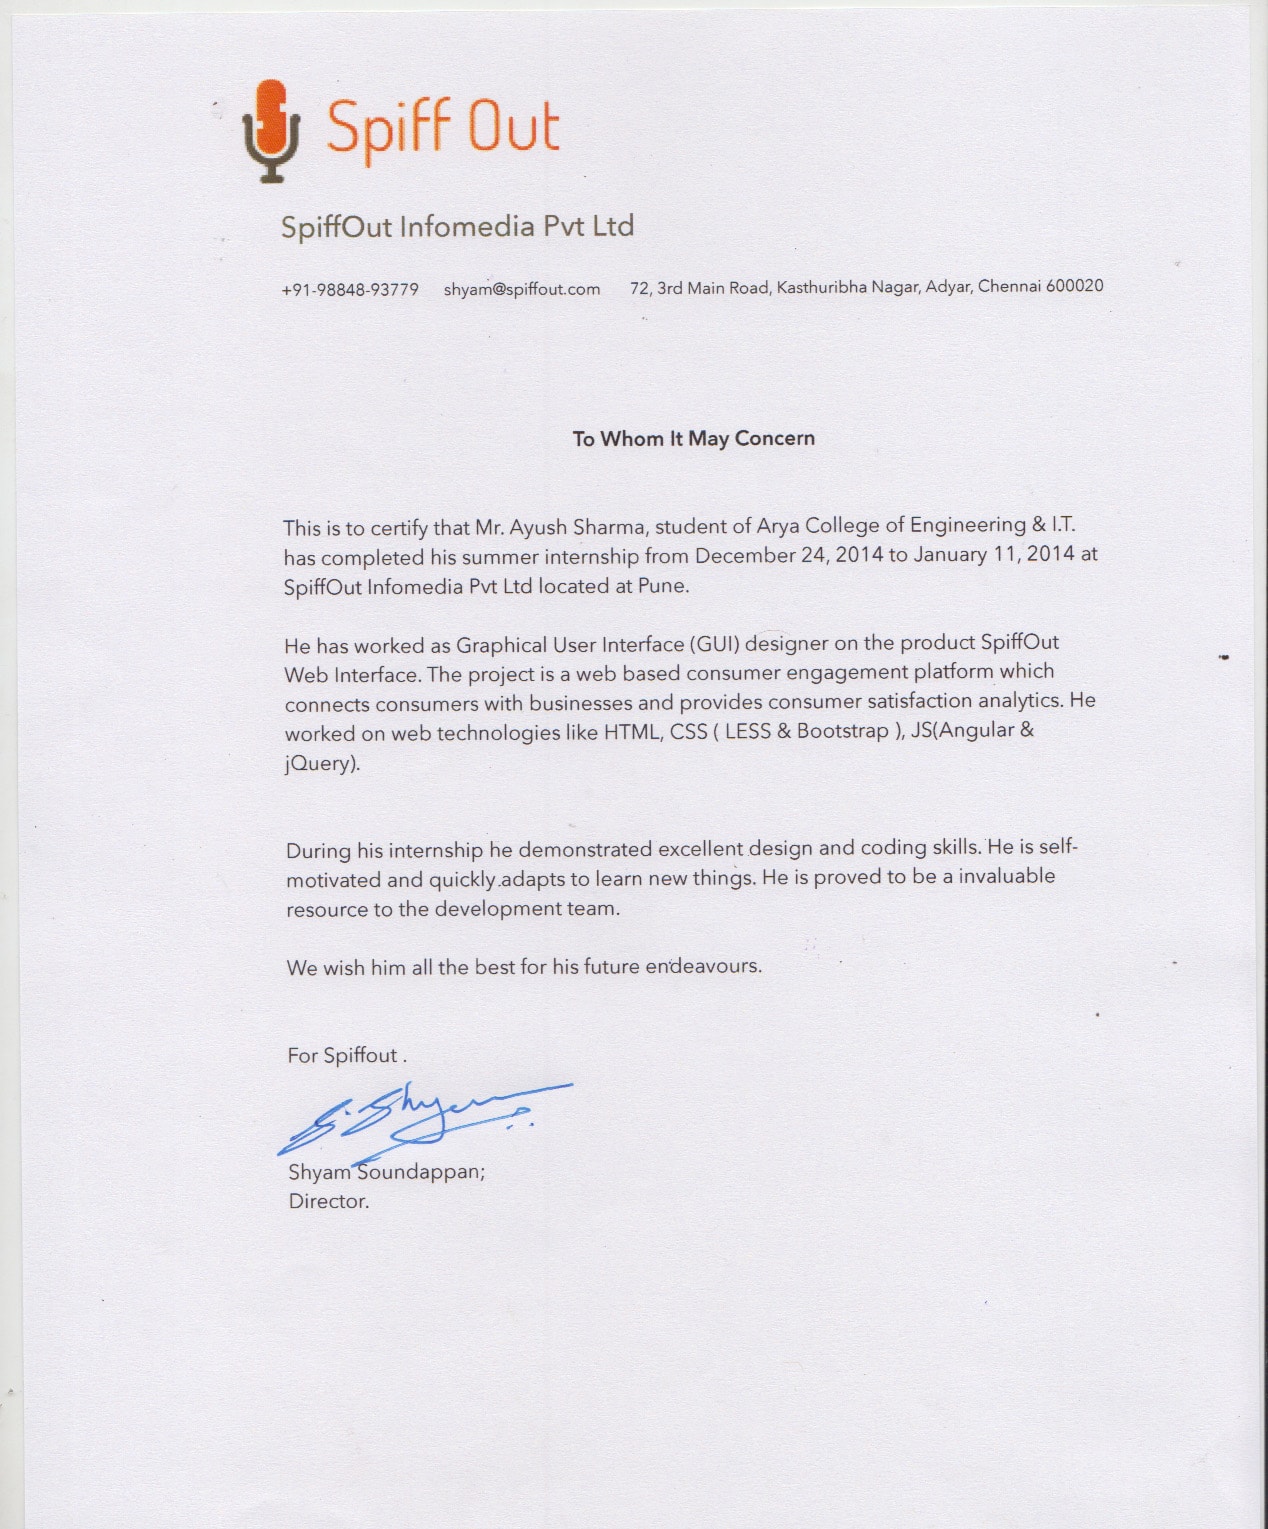 Spiff Out
SpiffOut Infomedia Pvt Ltd
+91-98848-93779 shyam@spiffout.com 72, 3rd Main Road, Kasthuribha Nagar, Adyar, Chennai 600020
To Whom It May Concern
This is to certify that Mr. Ayush Sharma, student of Arya College of Engineering & I.T.
has completed his summer internship from December 24, 2014 to January 11, 2014 at
SpiffOut Infomedia Pvt Ltd located at Pune.
He has worked as Graphical User Interface (GUI) designer on the product SpiffOut
Web Interface. The project is a web based consumer engagement platform which
connects consumers with businesses and provides consumer satisfaction analytics. He
worked on web technologies like HTML, CSS ( LESS & Bootstrap ), JS(Angular &
jQuery).
During his internship he demonstrated excellent design and coding skills. He is self-
motivated and quickly adapts to learn new things. He is proved to be a invaluable
resource to the development team.
We wish him all the best for his future endeavours.
For Spiffout .
S. Shyam
Shyam Soundappan;
Director.